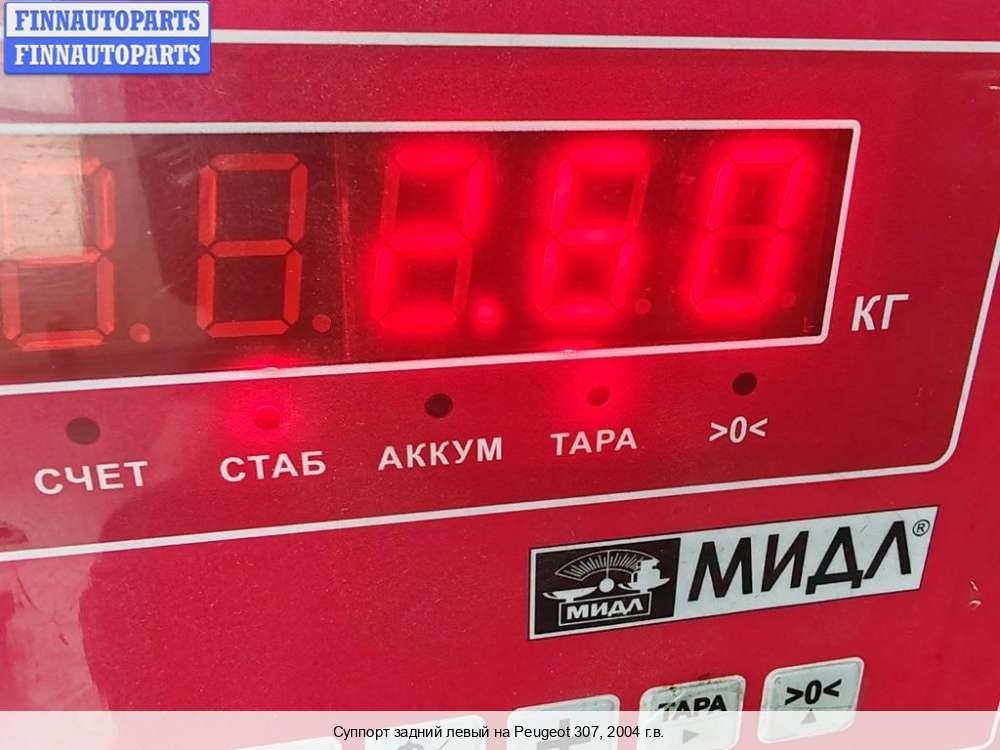 FINNAUTOPARTS
FINNAUTOPARTS
2.60
КГ
СЧЕТ СТАБ АККУМ ТАРА >0<
МИДЛ МИДЛ®
ТАРА >0<
Суппорт задний левый на Peugeot 307, 2004 г.в.